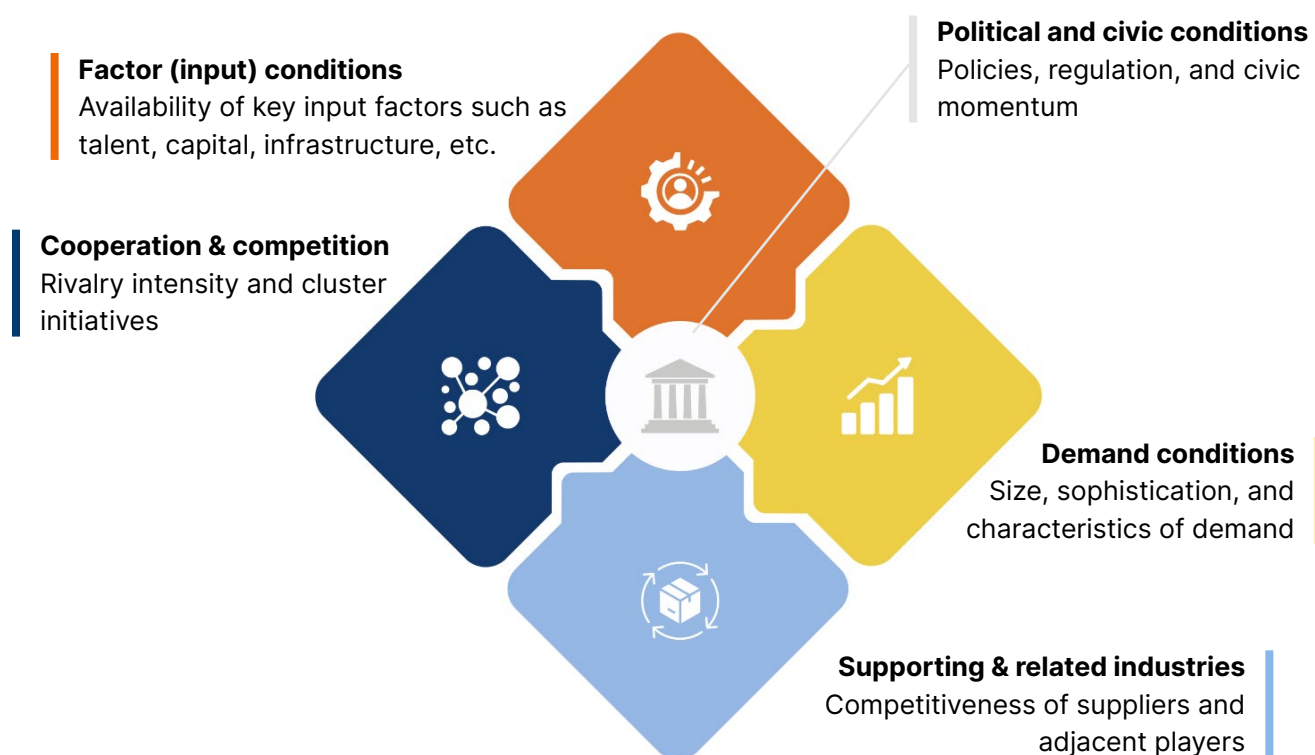 Political and civic conditions
Policies, regulation, and civic
momentum
Factor (input) conditions
Availability of key input factors such as
talent, capital, infrastructure, etc.
Cooperation & competition
Rivalry intensity and cluster
initiatives
Demand conditions
Size, sophistication, and
characteristics of demand
Supporting & related industries
Competitiveness of suppliers and
adjacent players